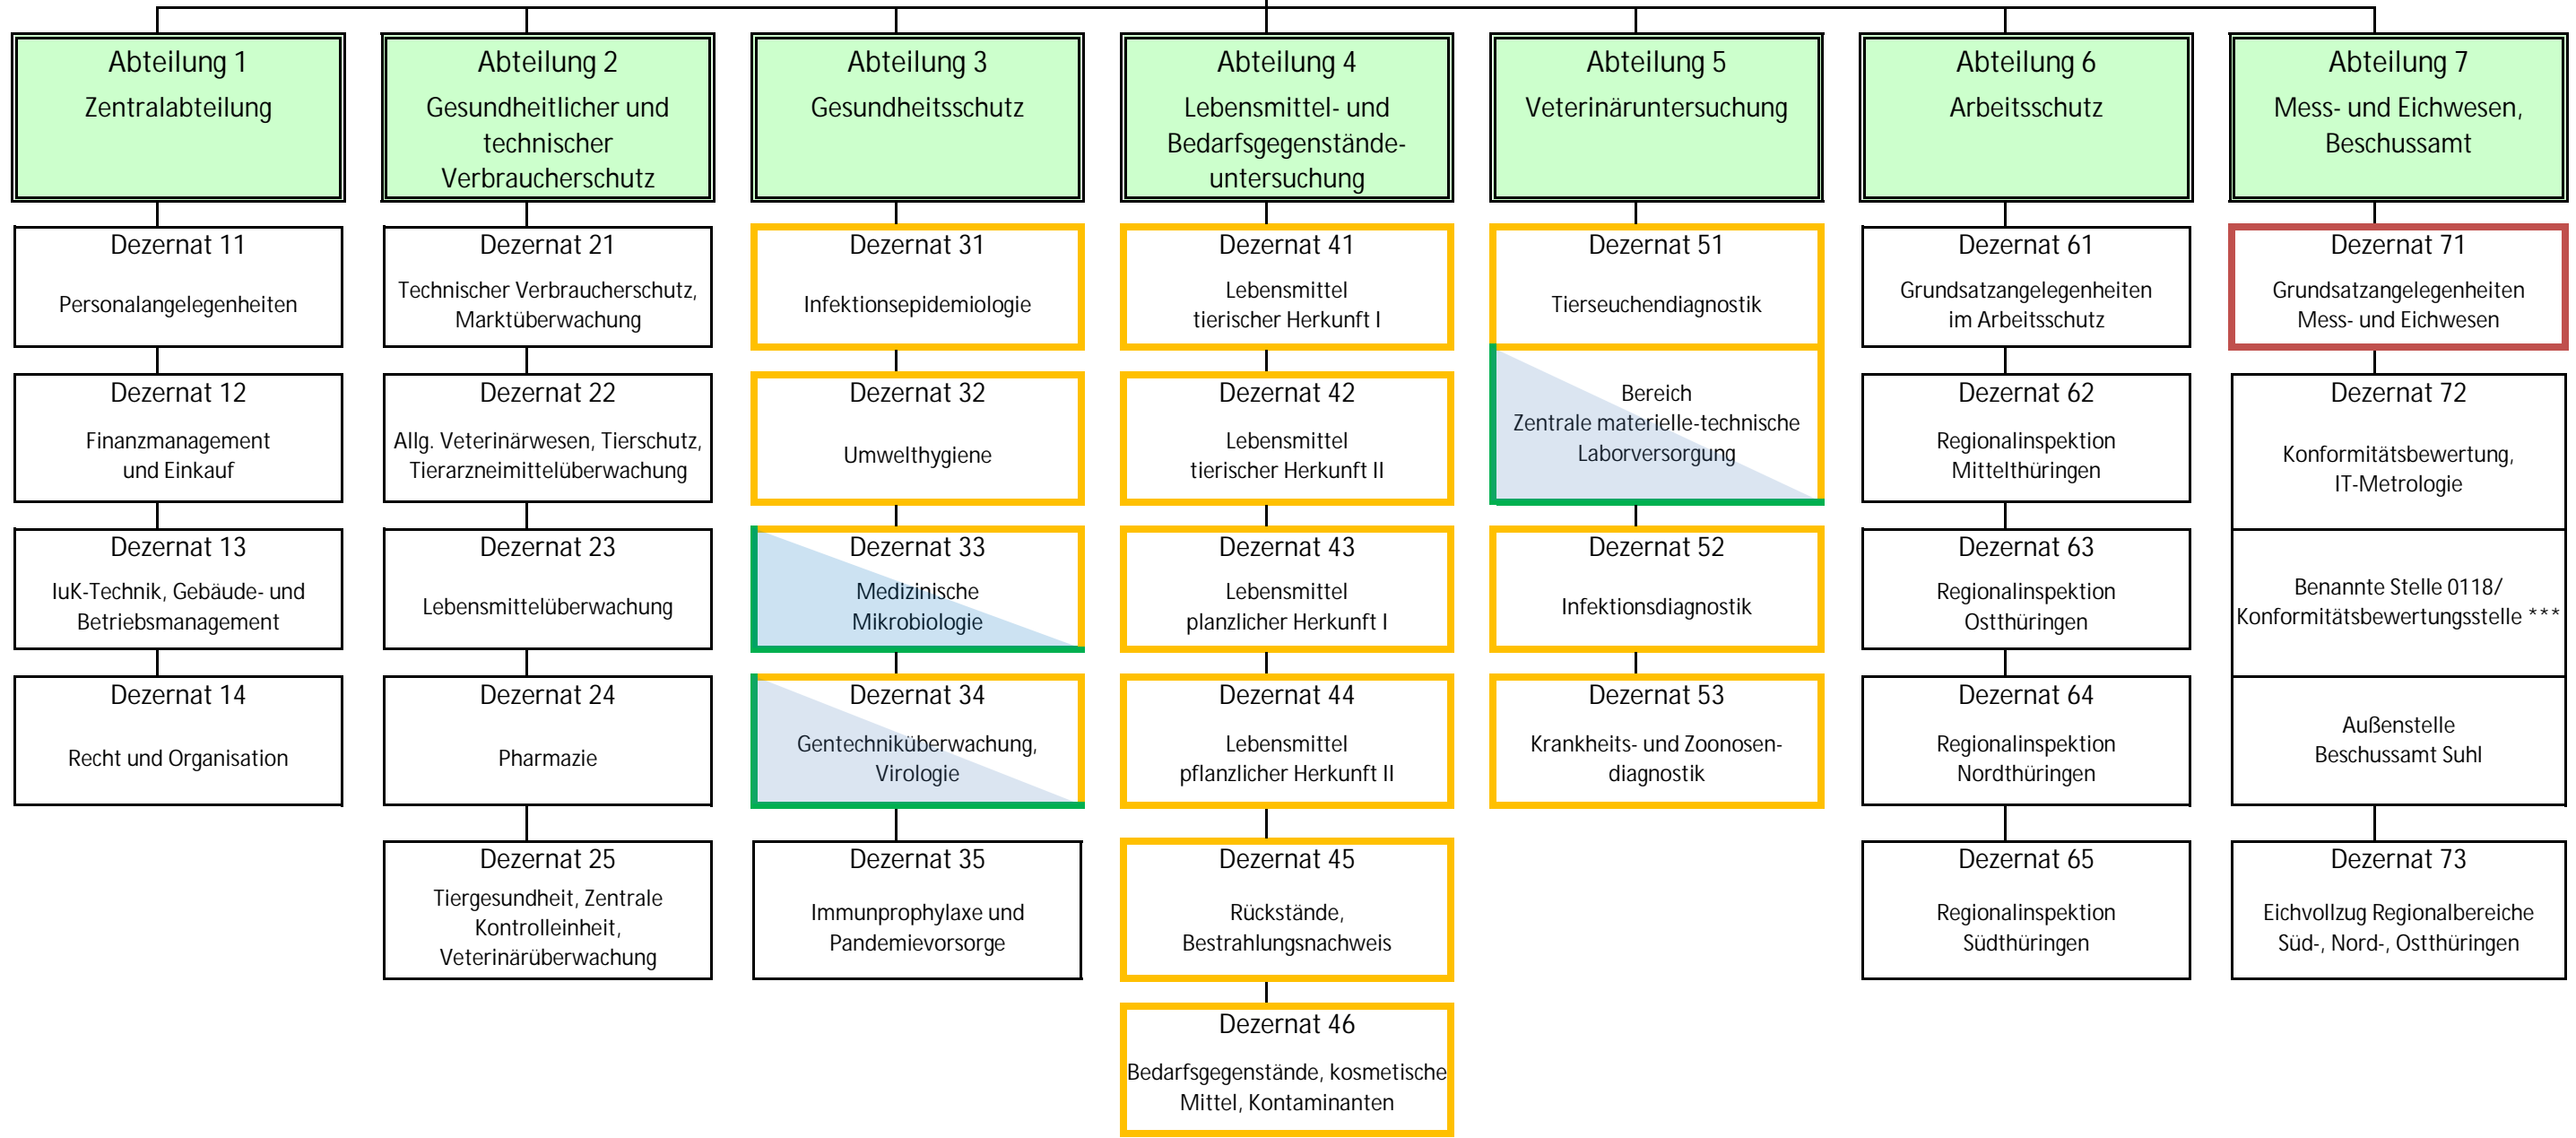 Abteilung 1
Zentralabteilung
Dezernat 11
Personalangelegenheiten
Dezernat 12
Finanzmanagement
und Einkauf
Dezernat 13
IuK-Technik, Gebäude- und
Betriebsmanagement
Dezernat 14
Recht und Organisation
Abteilung 2
Gesundheitlicher und
technischer
Verbraucherschutz
Dezernat 21
Technischer Verbraucherschutz,
Marktüberwachung
Dezernat 22
Allg. Veterinärwesen, Tierschutz,
Tierarzneimittelüberwachung
Dezernat 23
Lebensmittelüberwachung
Dezernat 24
Pharmazie
Dezernat 25
Tiergesundheit, Zentrale
Kontrolleinheit,
Veterinärüberwachung
Abteilung 3
Gesundheitsschutz
Dezernat 31
Infektionsepidemiologie
Dezernat 32
Umwelthygiene
Dezernat 33
Medizinische
Mikrobiologie
Dezernat 34
Gentechniküberwachung,
Virologie
Dezernat 35
Immunprophylaxe und
Pandemievorsorge
Abteilung 4
Lebensmittel- und
Bedarfsgegenstände-
untersuchung
Dezernat 41
Lebensmittel
tierischer Herkunft I
Dezernat 42
Lebensmittel
tierischer Herkunft II
Dezernat 43
Lebensmittel
planzlicher Herkunft I
Dezernat 44
Lebensmittel
pflanzlicher Herkunft II
Dezernat 45
Rückstände,
Bestrahlungsnachweis
Dezernat 46
Bedarfsgegenstände, kosmetische
Mittel, Kontaminanten
Abteilung 5
Veterinäruntersuchung
Dezernat 51
Tierseuchendiagnostik
Bereich
Zentrale materielle-technische
Laborversorgung
Dezernat 52
Infektionsdiagnostik
Dezernat 53
Krankheits- und Zoonosen-
diagnostik
Abteilung 6
Arbeitsschutz
Dezernat 61
Grundsatzangelegenheiten
im Arbeitsschutz
Dezernat 62
Regionalinspektion
Mittelthüringen
Dezernat 63
Regionalinspektion
Ostthüringen
Dezernat 64
Regionalinspektion
Nordthüringen
Dezernat 65
Regionalinspektion
Südthüringen
Abteilung 7
Mess- und Eichwesen,
Beschussamt
Dezernat 71
Grundsatzangelegenheiten
Mess- und Eichwesen
Dezernat 72
Konformitätsbewertung,
IT-Metrologie
Benannte Stelle 0118/
Konformitätsbewertungsstelle ***
Außenstelle
Beschussamt Suhl
Dezernat 73
Eichvollzug Regionalbereiche
Süd-, Nord-, Ostthüringen